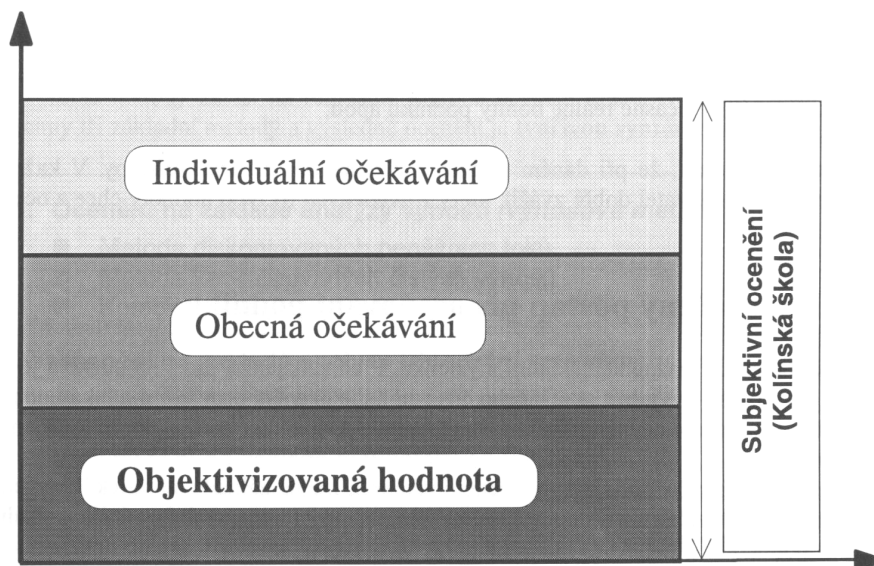 Individuální očekávání
Obecná očekávání
Objektivizovaná hodnota
Subjektivní ocenění
(Kolínská škola)